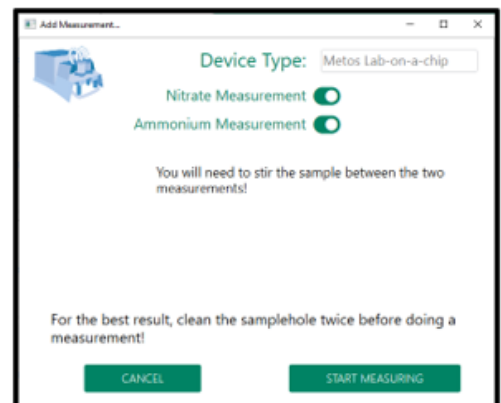 Add Measurement...
Device Type: Metos Lab-on-a-chip
Nitrate Measurement
Ammonium Measurement
You will need to stir the sample between the two
measurements!
For the best result, clean the samplehole twice before doing a
measurement!
CANCEL START MEASURING